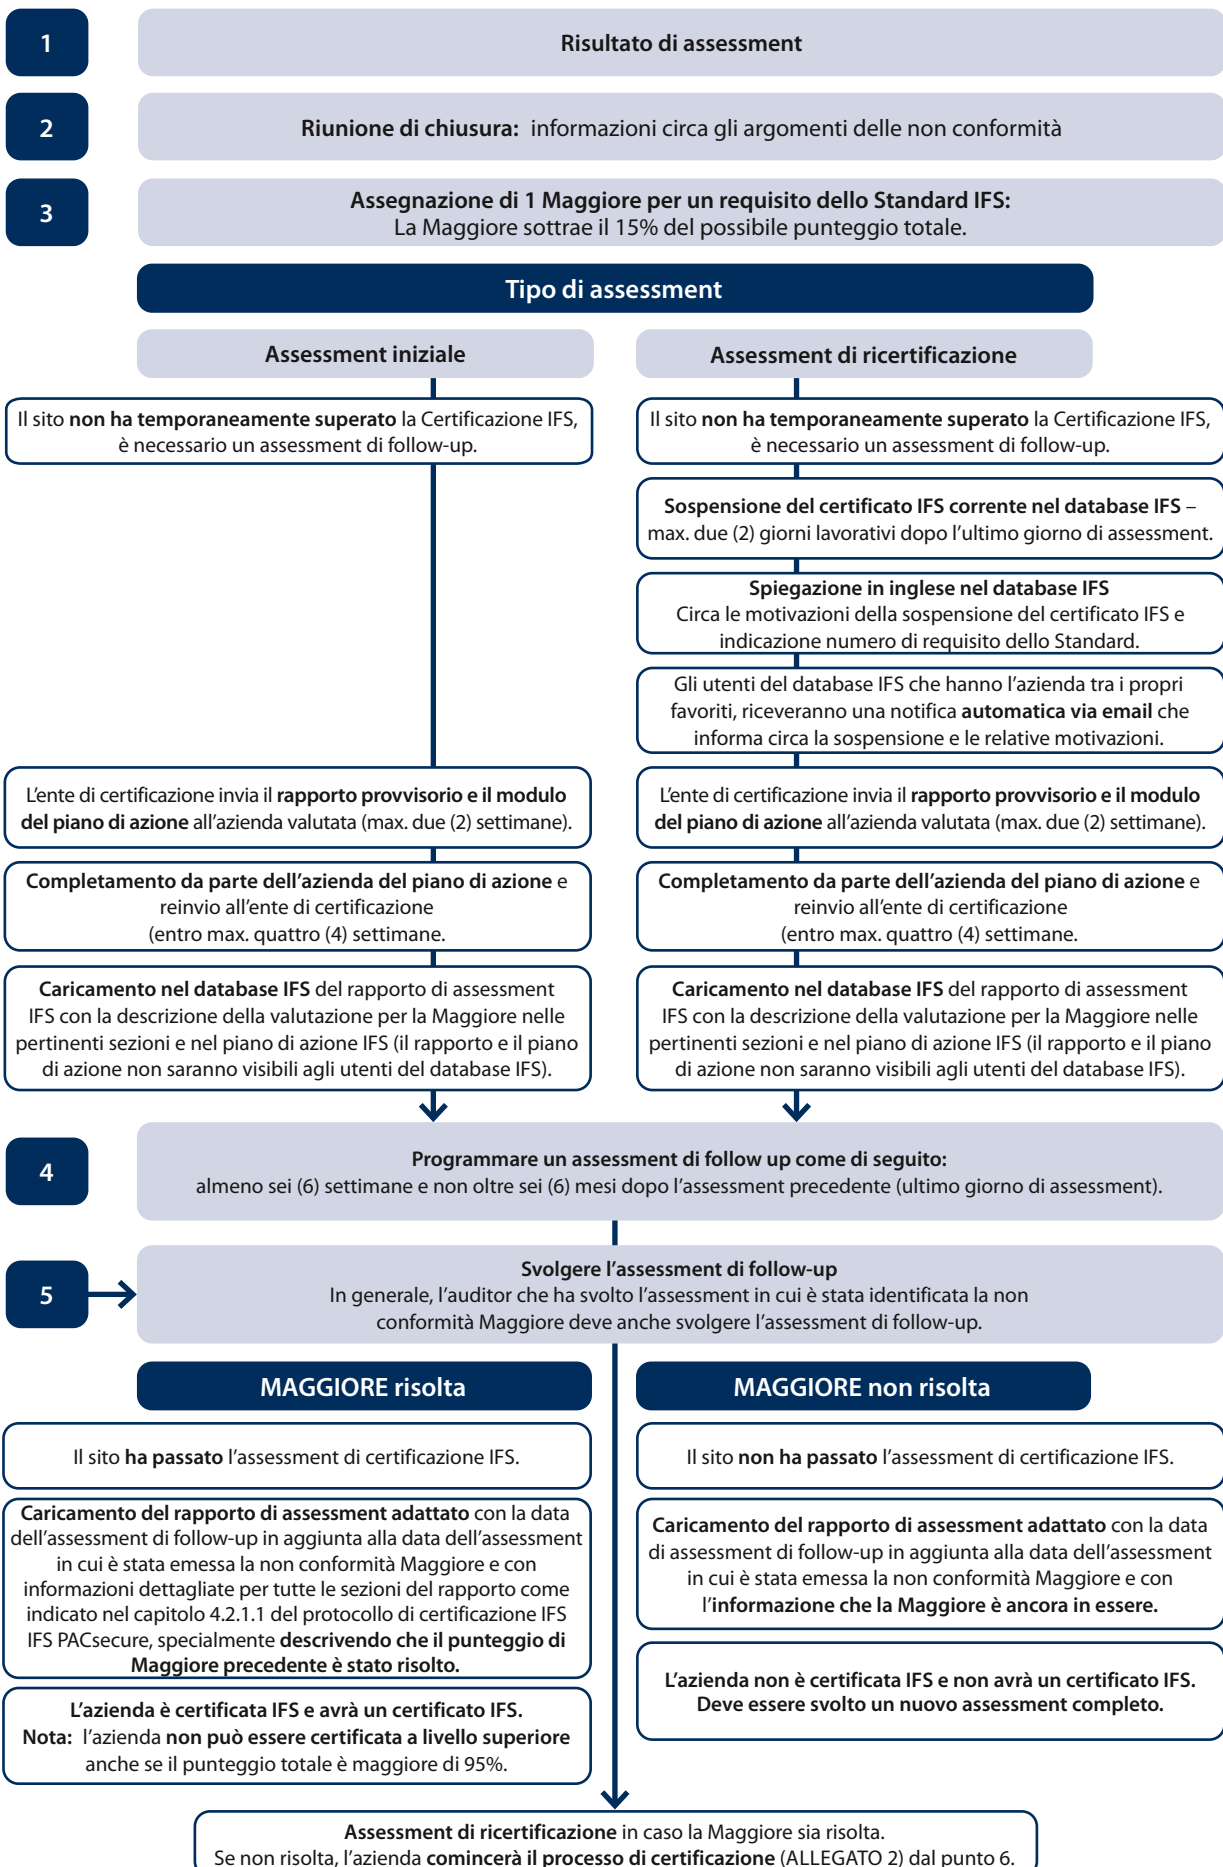 1
Risultato di assessment
2
Riunione di chiusura: informazioni circa gli argomenti delle non conformità
3
Assegnazione di 1 Maggiore per un requisito dello Standard IFS:
La Maggiore sottrae il 15% del possibile punteggio totale.
Tipo di assessment
Assessment iniziale
Il sito non ha temporaneamente superato la Certificazione IFS,
è necessario un assessment di follow-up.
L'ente di certificazione invia il rapporto provvisorio e il modulo
del piano di azione all'azienda valutata (max. due (2) settimane).
Completamento da parte dell'azienda del piano di azione e
reinvio all'ente di certificazione
(entro max. quattro (4) settimane.
Caricamento nel database IFS del rapporto di assessment
IFS con la descrizione della valutazione per la Maggiore nelle
pertinenti sezioni e nel piano di azione IFS (il rapporto e il piano
di azione non saranno visibili agli utenti del database IFS).
Assessment di ricertificazione
Il sito non ha temporaneamente superato la Certificazione IFS,
è necessario un assessment di follow-up.
Sospensione del certificato IFS corrente nel database IFS –
max. due (2) giorni lavorativi dopo l'ultimo giorno di assessment.
Spiegazione in inglese nel database IFS
Circa le motivazioni della sospensione del certificato IFS e
indicazione numero di requisito dello Standard.
Gli utenti del database IFS che hanno l'azienda tra i propri
favoriti, riceveranno una notifica automatica via email che
informa circa la sospensione e le relative motivazioni.
L'ente di certificazione invia il rapporto provvisorio e il modulo
del piano di azione all'azienda valutata (max. due (2) settimane).
Completamento da parte dell'azienda del piano di azione e
reinvio all'ente di certificazione
(entro max. quattro (4) settimane.
Caricamento nel database IFS del rapporto di assessment
IFS con la descrizione della valutazione per la Maggiore nelle
pertinenti sezioni e nel piano di azione IFS (il rapporto e il piano
di azione non saranno visibili agli utenti del database IFS).
4
Programmare un assessment di follow up come di seguito:
almeno sei (6) settimane e non oltre sei (6) mesi dopo l'assessment precedente (ultimo giorno di assessment).
5
Svolgere l'assessment di follow-up
In generale, l'auditor che ha svolto l'assessment in cui è stata identificata la non
conformità Maggiore deve anche svolgere l'assessment di follow-up.
MAGGIORE risolta
Il sito ha passato l'assessment di certificazione IFS.
Caricamento del rapporto di assessment adattato con la data
dell'assessment di follow-up in aggiunta alla data dell'assessment
in cui è stata emessa la non conformità Maggiore e con
informazioni dettagliate per tutte le sezioni del rapporto come
indicato nel capitolo 4.2.1.1 del protocollo di certificazione IFS
IFS PACsecure, specialmente descrivendo che il punteggio di
Maggiore precedente è stato risolto.
L'azienda è certificata IFS e avrà un certificato IFS.
Nota: l'azienda non può essere certificata a livello superiore
anche se il punteggio totale è maggiore di 95%.
MAGGIORE non risolta
Il sito non ha passato l'assessment di certificazione IFS.
Caricamento del rapporto di assessment adattato con la data
di assessment di follow-up in aggiunta alla data dell'assessment
in cui è stata emessa la non conformità Maggiore e con
l'informazione che la Maggiore è ancora in essere.
L'azienda non è certificata IFS e non avrà un certificato IFS.
Deve essere svolto un nuovo assessment completo.
Assessment di ricertificazione in caso la Maggiore sia risolta.
Se non risolta, l'azienda comincerà il processo di certificazione (ALLEGATO 2) dal punto 6.